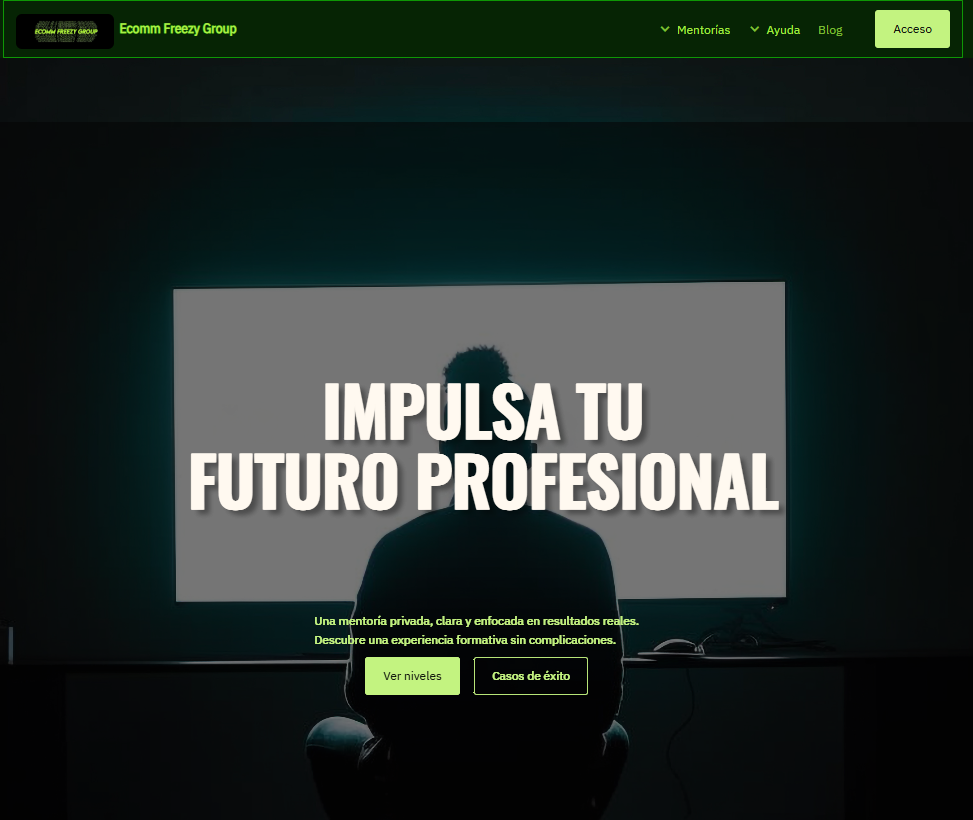 ECOMM FREEZY GROUP
Ecomm Freezy Group
Mentorías
Ayuda
Blog
Acceso
IMPULSA TU
FUTURO PROFESIONAL
Una mentoría privada, clara y enfocada en resultados reales.
Descubre una experiencia formativa sin complicaciones.
Ver niveles
Casos de éxito